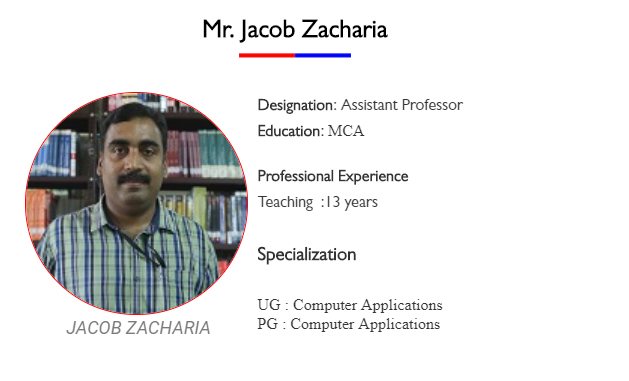 Mr. Jacob Zacharia
Designation: Assistant Professor
Education: MCA
Professional Experience
Teaching :13 years
Specialization
UG : Computer Applications
PG : Computer Applications
JACOB ZACHARIA